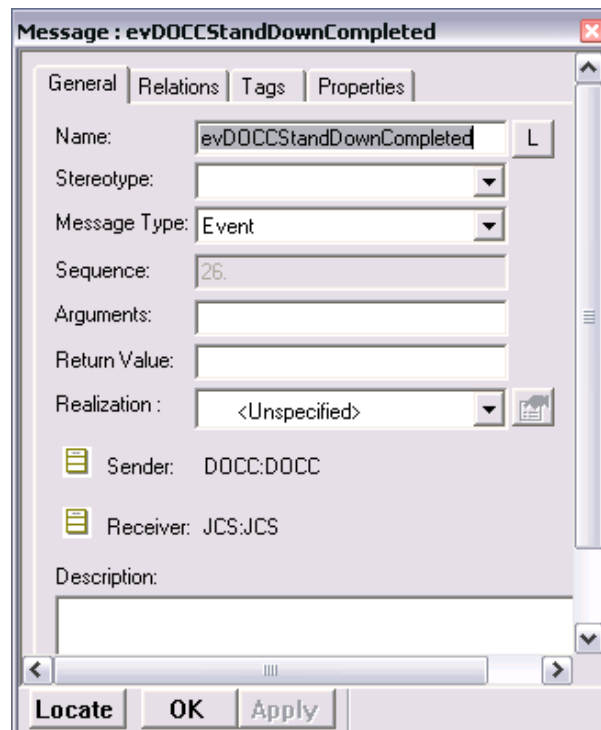 Message : evDOCCStandDownCompleted
General Relations Tags Properties
Name: evDOCCStandDownCompleted L
Stereotype:
Message Type: Event
Sequence: 26.
Arguments:
Return Value:
Realization : <Unspecified>
Sender: DOCC:DOCC
Receiver: JCS:JCS
Description:
Locate OK Apply